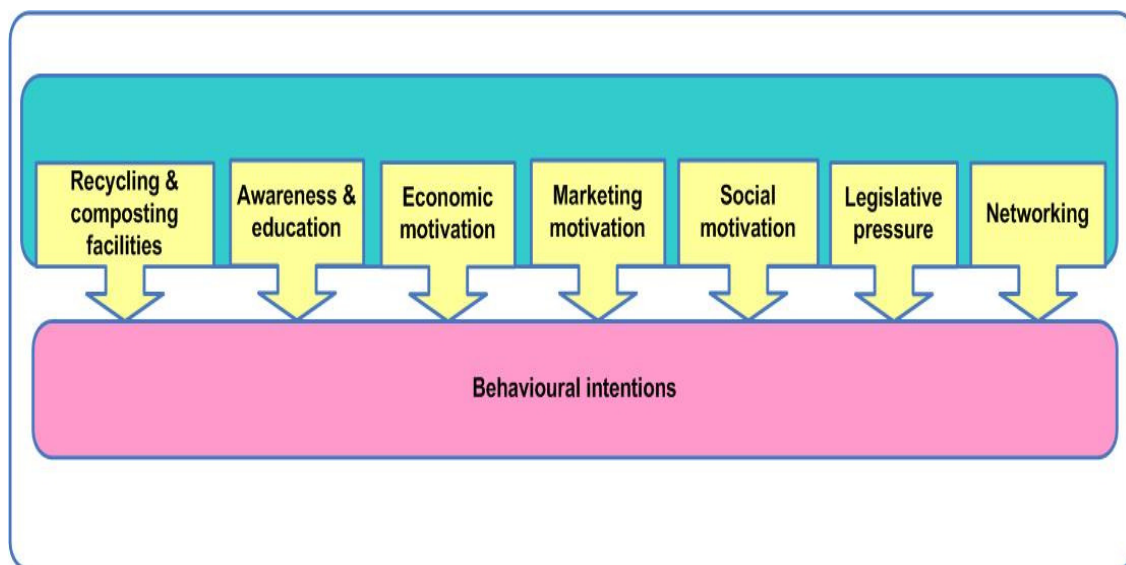 Recycling &
composting
facilities
Awareness &
education
Economic
motivation
Marketing
motivation
Social
motivation
Legislative
pressure
Networking
Behavioural intentions